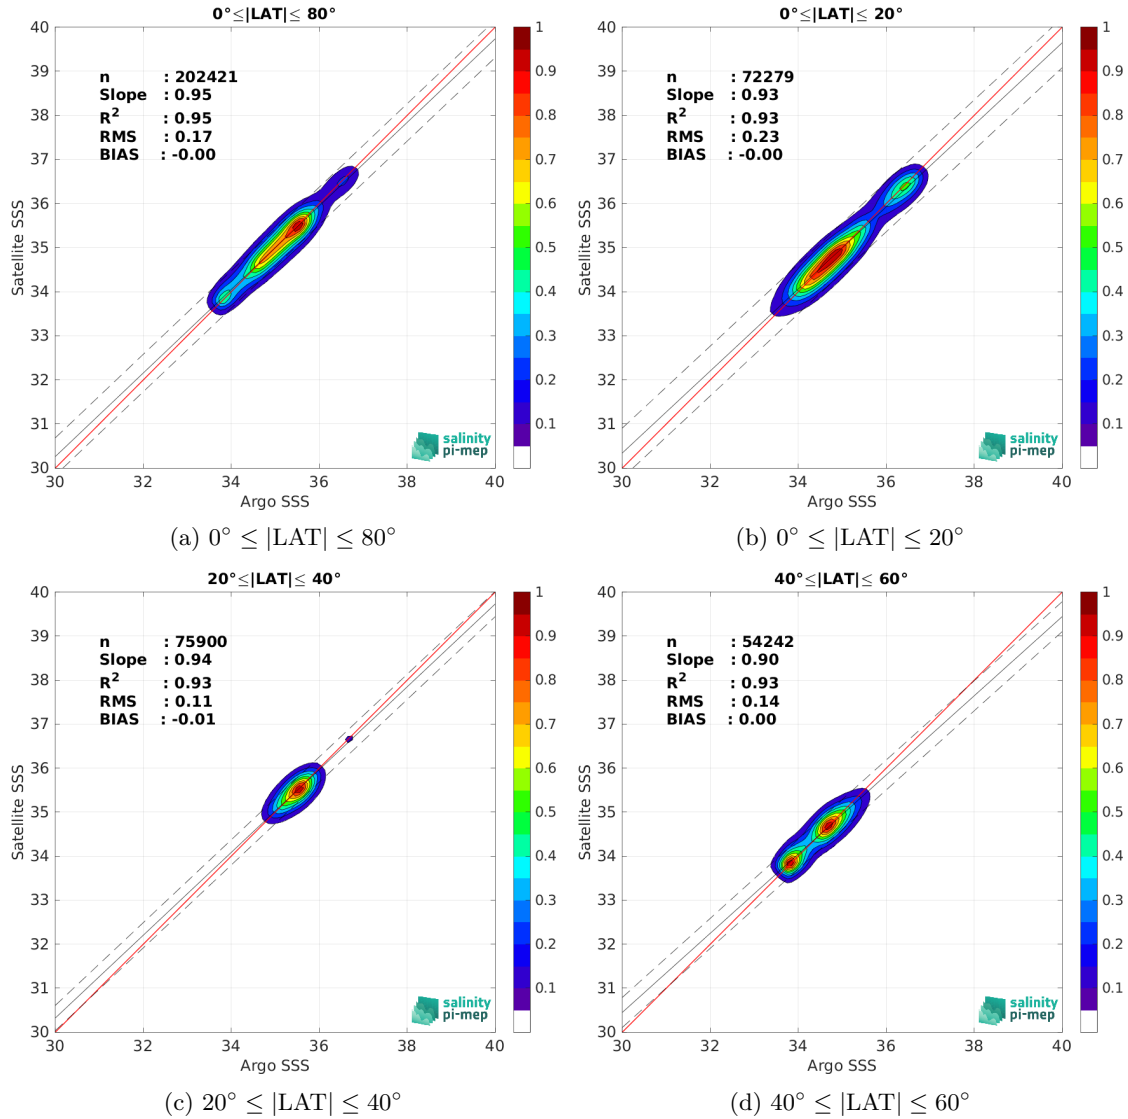 0°≤|LAT|≤ 80°
40
39
38
37
36
35
34
33
32
31
30
Satellite SSS
n : 202421
Slope : 0.95
R² : 0.95
RMS : 0.17
BIAS : -0.00
salinity
pi-mep
30 32 34 36 38 40
Argo SSS
1
0.9
0.8
0.7
0.6
0.5
0.4
0.3
0.2
0.1
(a) 0° ≤ |LAT| ≤ 80°
0°≤|LAT|≤ 20°
40
39
38
37
36
35
34
33
32
31
30
Satellite SSS
n : 72279
Slope : 0.93
R² : 0.93
RMS : 0.23
BIAS : -0.00
salinity
pi-mep
30 32 34 36 38 40
Argo SSS
1
0.9
0.8
0.7
0.6
0.5
0.4
0.3
0.2
0.1
(b) 0° ≤ |LAT| ≤ 20°
20°≤|LAT|≤ 40°
40
39
38
37
36
35
34
33
32
31
30
Satellite SSS
n : 75900
Slope : 0.94
R² : 0.93
RMS : 0.11
BIAS : -0.01
salinity
pi-mep
30 32 34 36 38 40
Argo SSS
1
0.9
0.8
0.7
0.6
0.5
0.4
0.3
0.2
0.1
(c) 20° ≤ |LAT| ≤ 40°
40°≤|LAT|≤ 60°
40
39
38
37
36
35
34
33
32
31
30
Satellite SSS
n : 54242
Slope : 0.90
R² : 0.93
RMS : 0.14
BIAS : 0.00
salinity
pi-mep
30 32 34 36 38 40
Argo SSS
1
0.9
0.8
0.7
0.6
0.5
0.4
0.3
0.2
0.1
(d) 40° ≤ |LAT| ≤ 60°